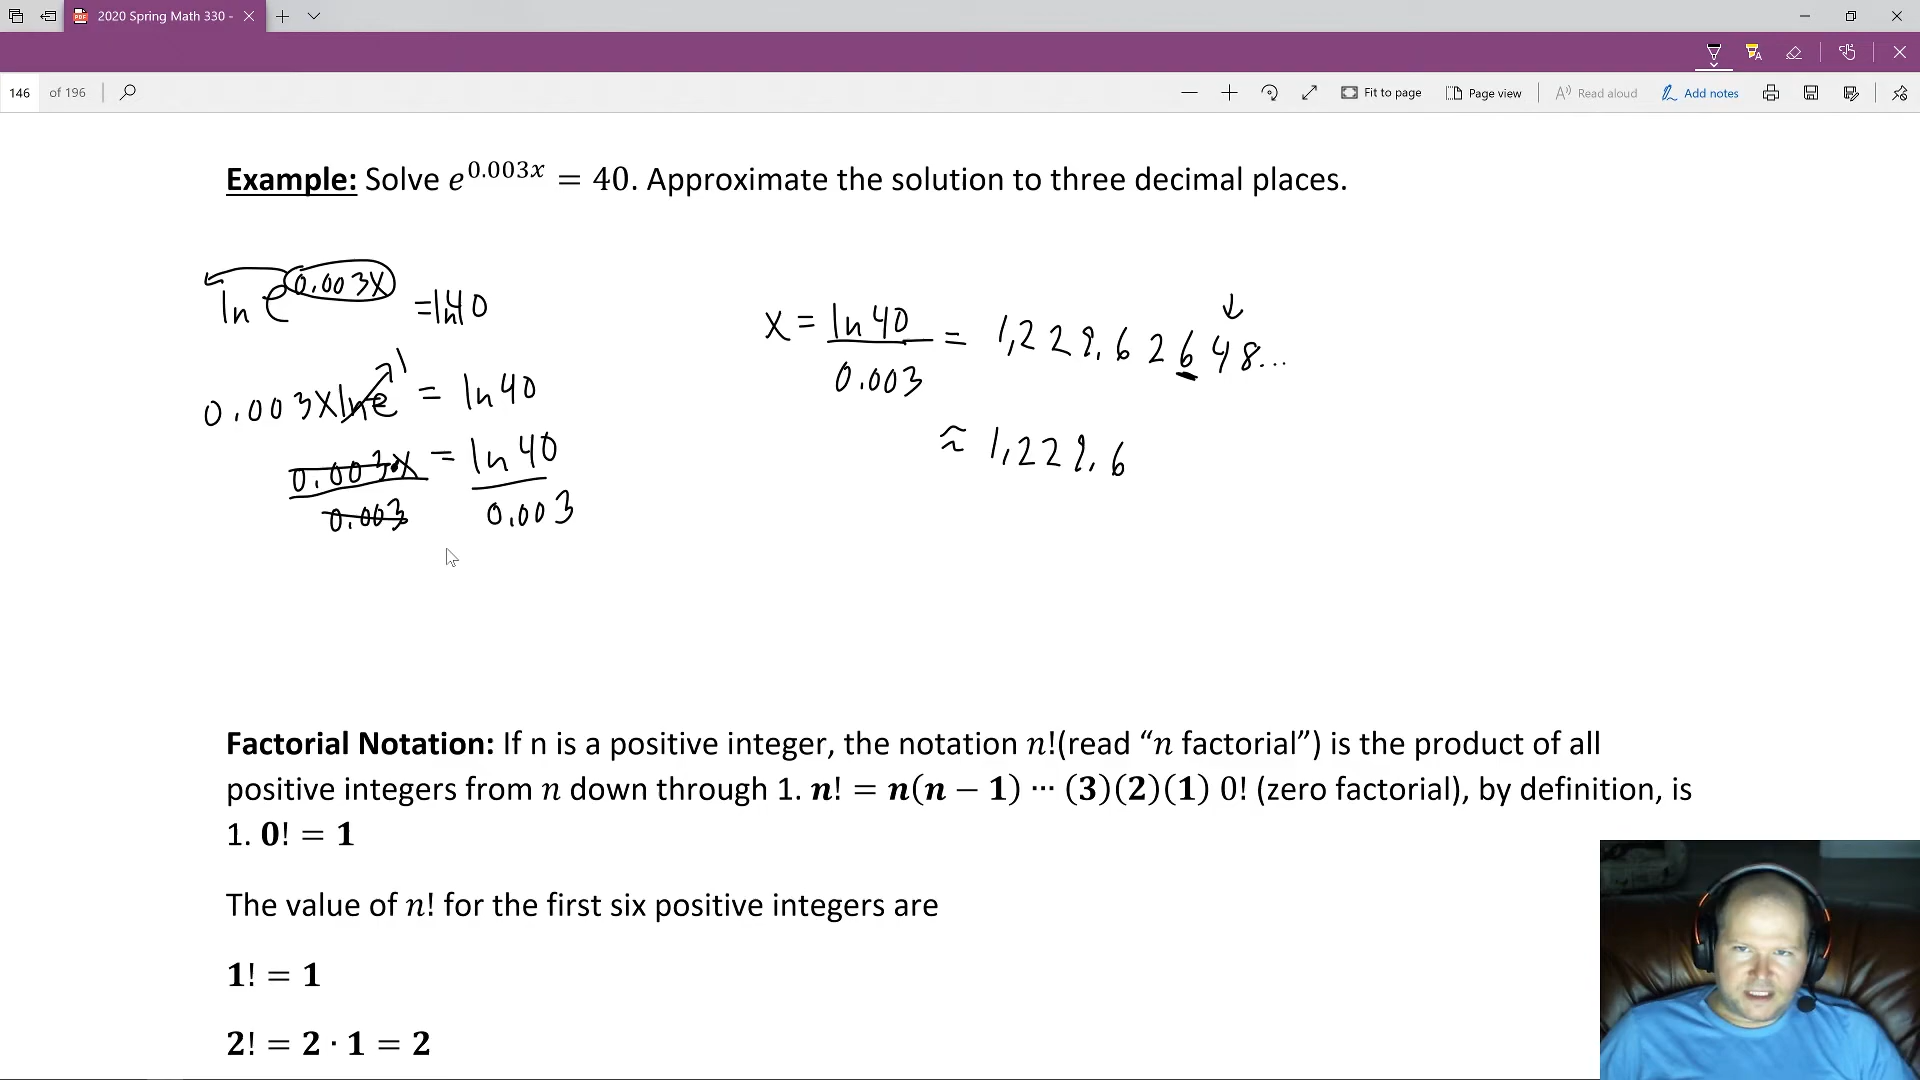 2020 Spring Math 330 -
146 of 196
Fit to page
Page view
Read aloud
Add notes
Example: Solve e^0.003x = 40. Approximate the solution to three decimal places.
ln e^0.003x = ln 40
0.003x ln e = ln 40
1
0.003x = ln 40
0.003 0.003
x = ln 40 / 0.003 = 1,229.62648...
≈ 1,229.6
Factorial Notation: If n is a positive integer, the notation n!(read “n factorial”) is the product of all
positive integers from n down through 1. n! = n(n − 1) ⋯ (3)(2)(1) 0! (zero factorial), by definition, is
1. 0! = 1
The value of n! for the first six positive integers are
1! = 1
2! = 2 · 1 = 2